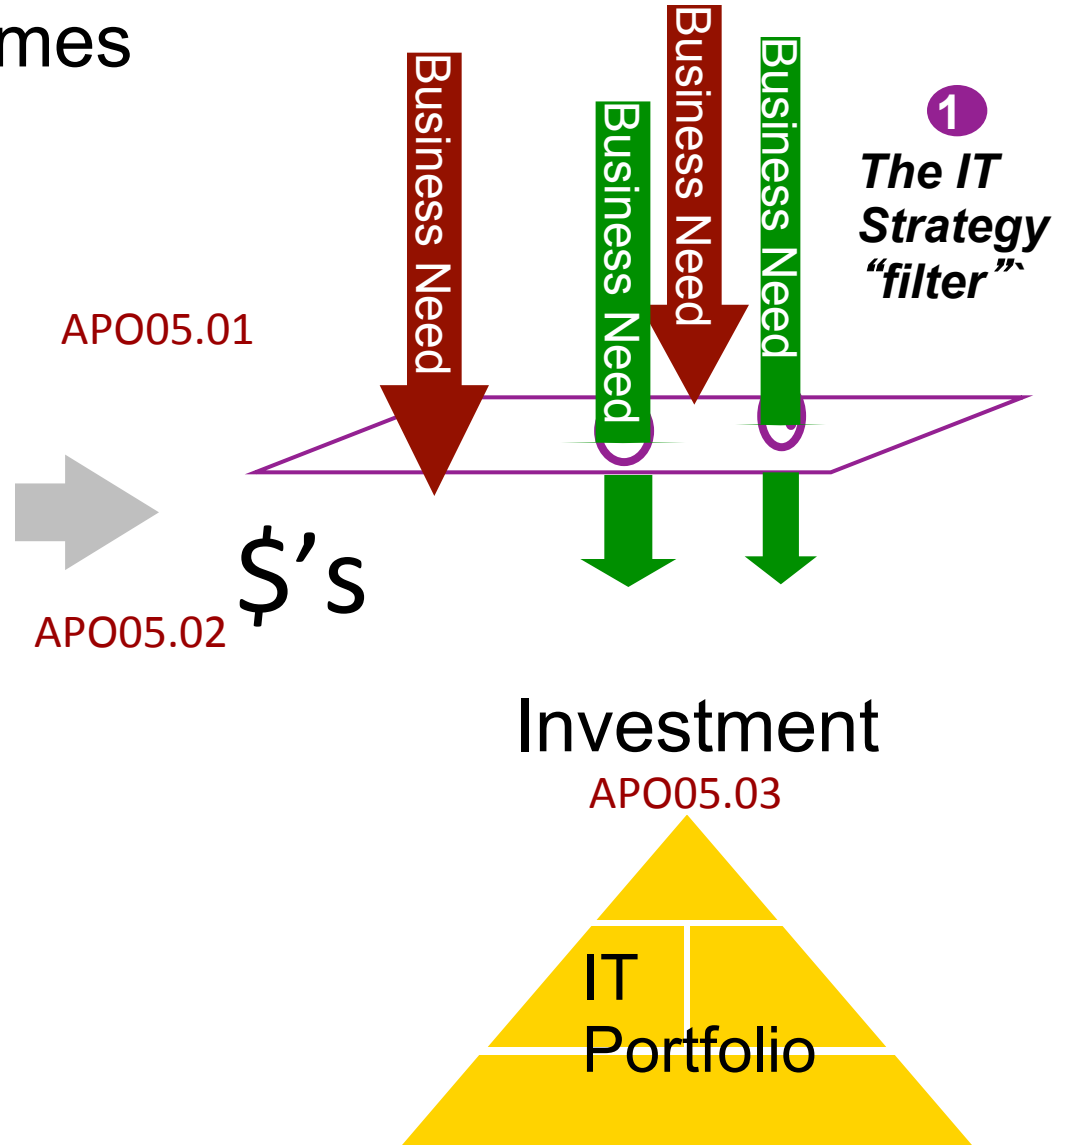 mes
Business Need
Business Need
Business Need
Business Need
1
The IT
Strategy
“filter”`
APO05.01
$’s
APO05.02
Investment
APO05.03
IT
Portfolio